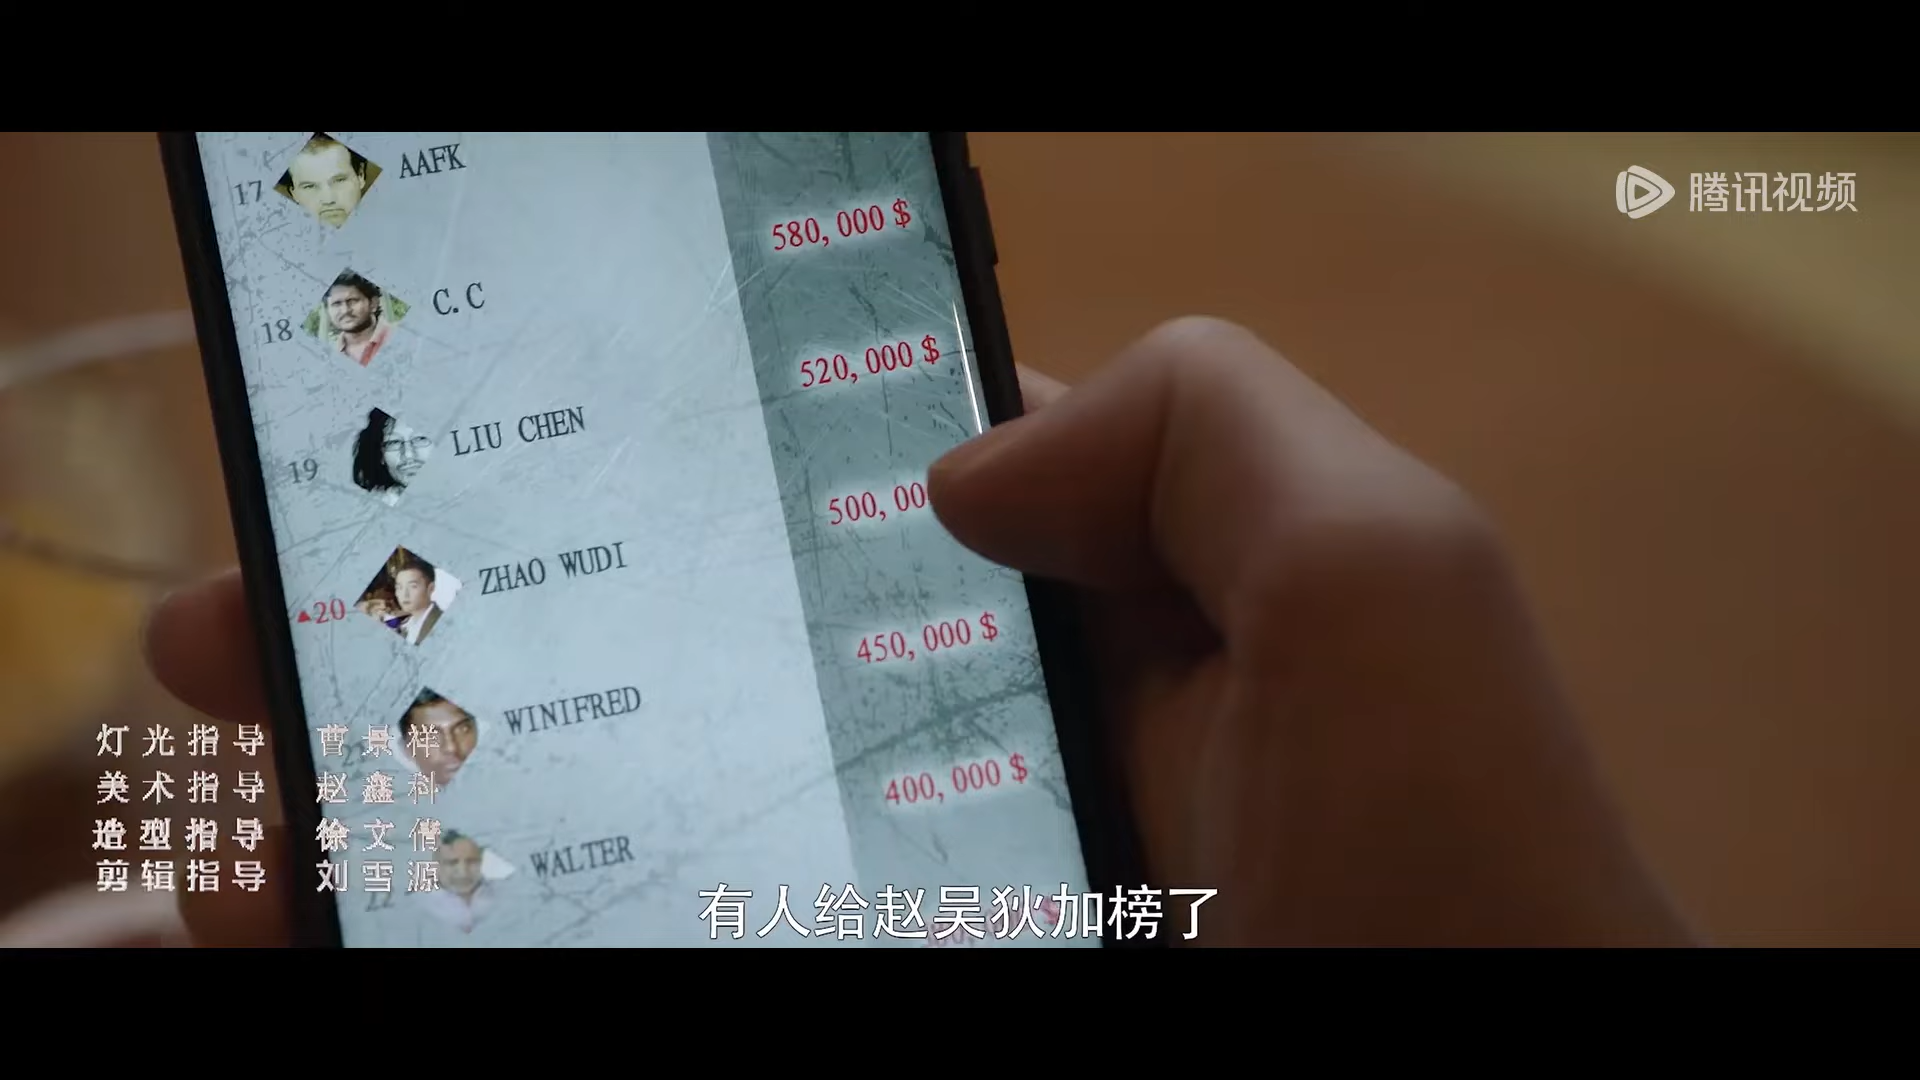 腾讯视频
17 AAFK 580,000 $
18 C.C 520,000 $
19 LIU CHEN 500,00
▲20 ZHAO WUDI 450,000 $
WINIFRED 400,000 $
22 WALTER
灯光指导 曹景祥
美术指导 赵鑫科
造型指导 徐文倩
剪辑指导 刘雪源
有人给赵吴狄加榜了